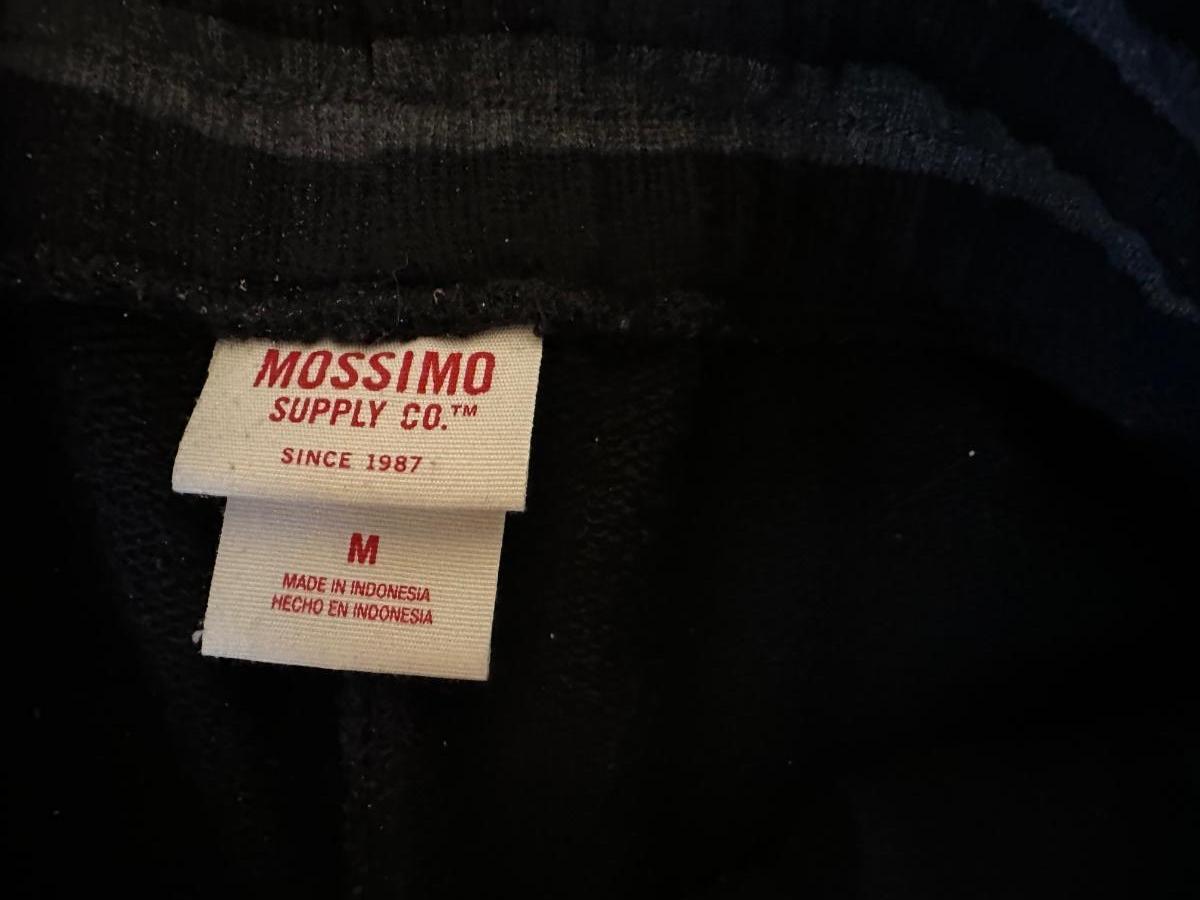 MOSSIMO
SUPPLY CO.™
SINCE 1987
M
MADE IN INDONESIA
HECHO EN INDONESIA